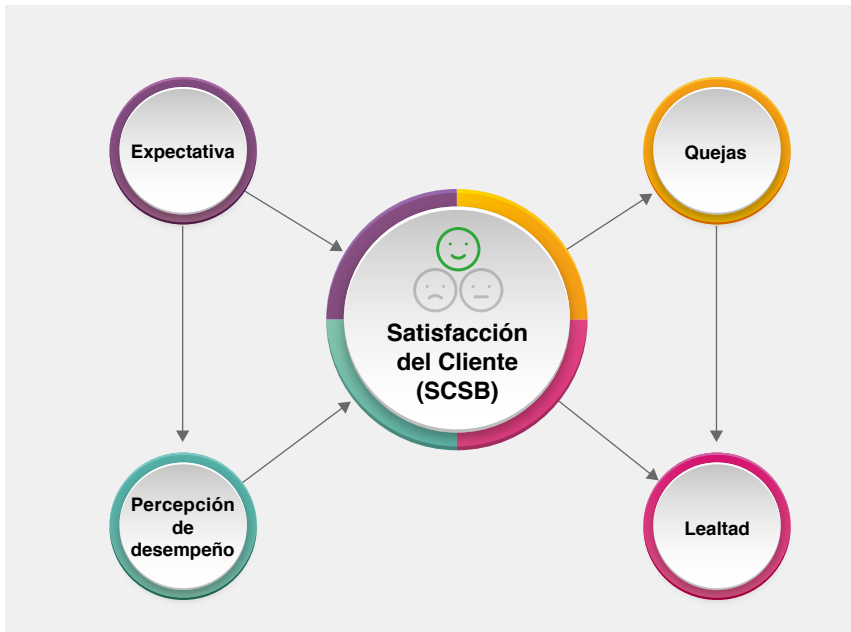 Expectativa
Quejas
Satisfacción
del Cliente
(SCSB)
Percepción
de
desempeño
Lealtad